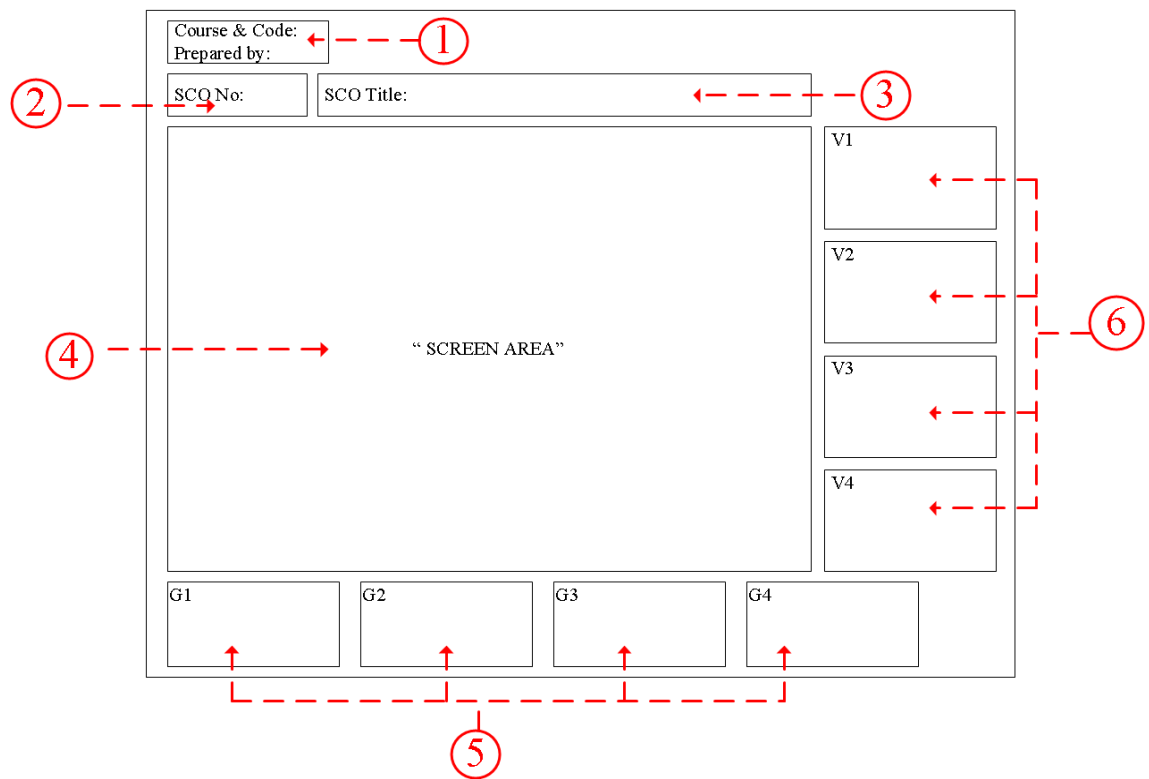 Course & Code:
Prepared by:
1
SCO No:
SCO Title:
2
3
V1
V2
V3
V4
4
“ SCREEN AREA”
6
G1
G2
G3
G4
5